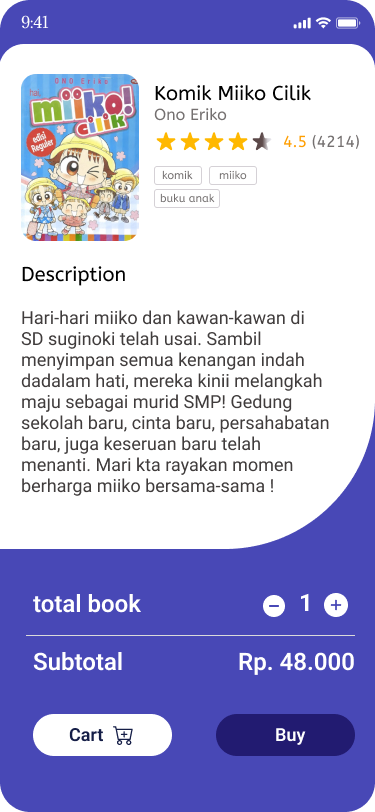 9:41
ONO Eriko
hai,
miiko!
CILIK
edisi
Reguler
Komik Miiko Cilik
Ono Eriko
4.5 (4214)
komik miiko
buku anak
Description
Hari-hari miiko dan kawan-kawan di
SD suginoki telah usai. Sambil
menyimpan semua kenangan indah
dadalam hati, mereka kinii melangkah
maju sebagai murid SMP! Gedung
sekolah baru, cinta baru, persahabatan
baru, juga keseruan baru telah
menanti. Mari kta rayakan momen
berharga miiko bersama-sama !
total book 1
Subtotal Rp. 48.000
Cart Buy